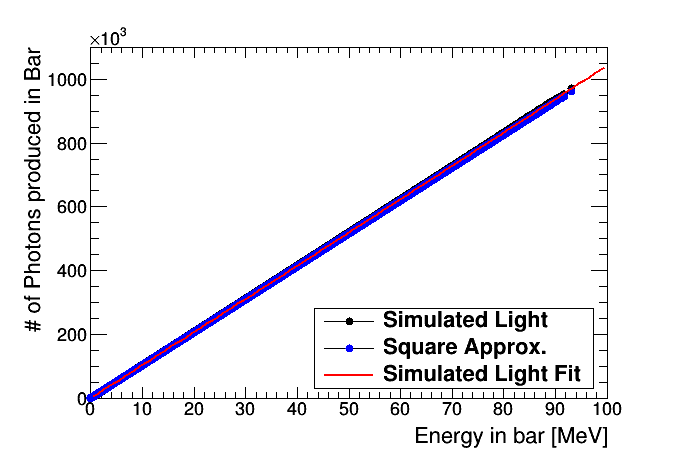 ×10³
# of Photons produced in Bar
1000
800
600
400
200
0
Simulated Light
Square Approx.
Simulated Light Fit
0 10 20 30 40 50 60 70 80 90 100
Energy in bar [MeV]